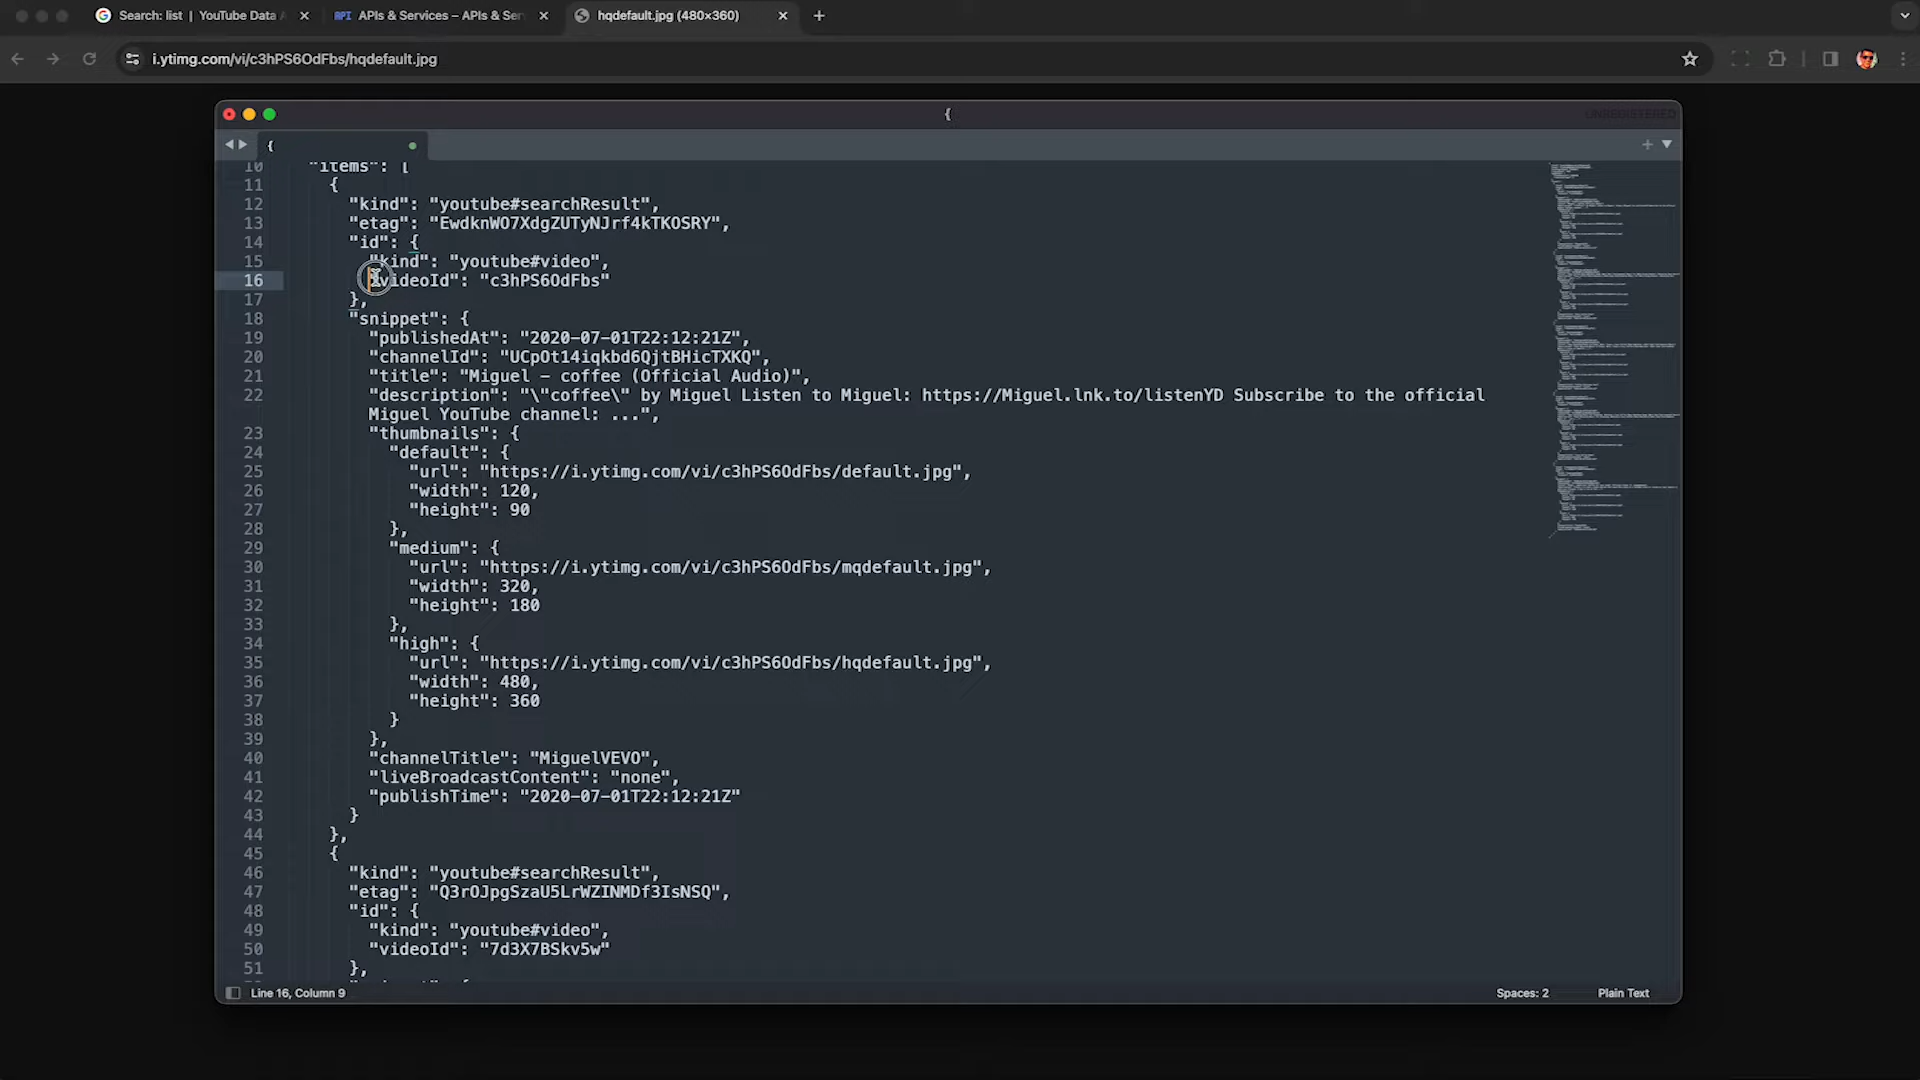 Search: list | YouTube Data A
APIs & Services – APIs & Ser
hqdefault.jpg (480×360)
i.ytimg.com/vi/c3hPS6OdFbs/hqdefault.jpg
{
UNREGISTERED
{
10 "items": [
11 {
12 "kind": "youtube#searchResult",
13 "etag": "EwdknWO7XdgZUTyNJrf4kTKOSRY",
14 "id": {
15 "kind": "youtube#video",
16 "videoId": "c3hPS6OdFbs"
17 },
18 "snippet": {
19 "publishedAt": "2020-07-01T22:12:21Z",
20 "channelId": "UCpOt14iqkbd6QjtBHicTXKQ",
21 "title": "Miguel - coffee (Official Audio)",
22 "description": "\"coffee\" by Miguel Listen to Miguel: https://Miguel.lnk.to/listenYD Subscribe to the official
Miguel YouTube channel: ...",
23 "thumbnails": {
24 "default": {
25 "url": "https://i.ytimg.com/vi/c3hPS6OdFbs/default.jpg",
26 "width": 120,
27 "height": 90
28 },
29 "medium": {
30 "url": "https://i.ytimg.com/vi/c3hPS6OdFbs/mqdefault.jpg",
31 "width": 320,
32 "height": 180
33 },
34 "high": {
35 "url": "https://i.ytimg.com/vi/c3hPS6OdFbs/hqdefault.jpg",
36 "width": 480,
37 "height": 360
38 }
39 },
40 "channelTitle": "MiguelVEVO",
41 "liveBroadcastContent": "none",
42 "publishTime": "2020-07-01T22:12:21Z"
43 }
44 },
45 {
46 "kind": "youtube#searchResult",
47 "etag": "Q3rOJpgSzaU5LrWZINMDf3IsNSQ",
48 "id": {
49 "kind": "youtube#video",
50 "videoId": "7d3X7BSkv5w"
51 },
Line 16, Column 9
Spaces: 2
Plain Text